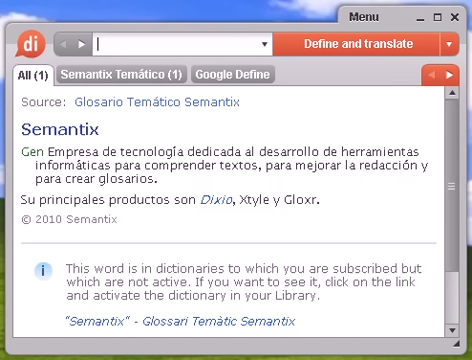 Menu
di
Define and translate
All (1)
Semantix Temático (1)
Google Define
Source: Glosario Temático Semantix
Semantix
Gen Empresa de tecnología dedicada al desarrollo de herramientas
informáticas para comprender textos, para mejorar la redacción y
para crear glosarios.
Su principales productos son Dixio, Xtyle y Gloxr.
© 2010 Semantix
This word is in dictionaries to which you are subscribed but
which are not active. If you want to see it, click on the link
and activate the dictionary in your Library.
"Semantix" - Glossari Temàtic Semantix